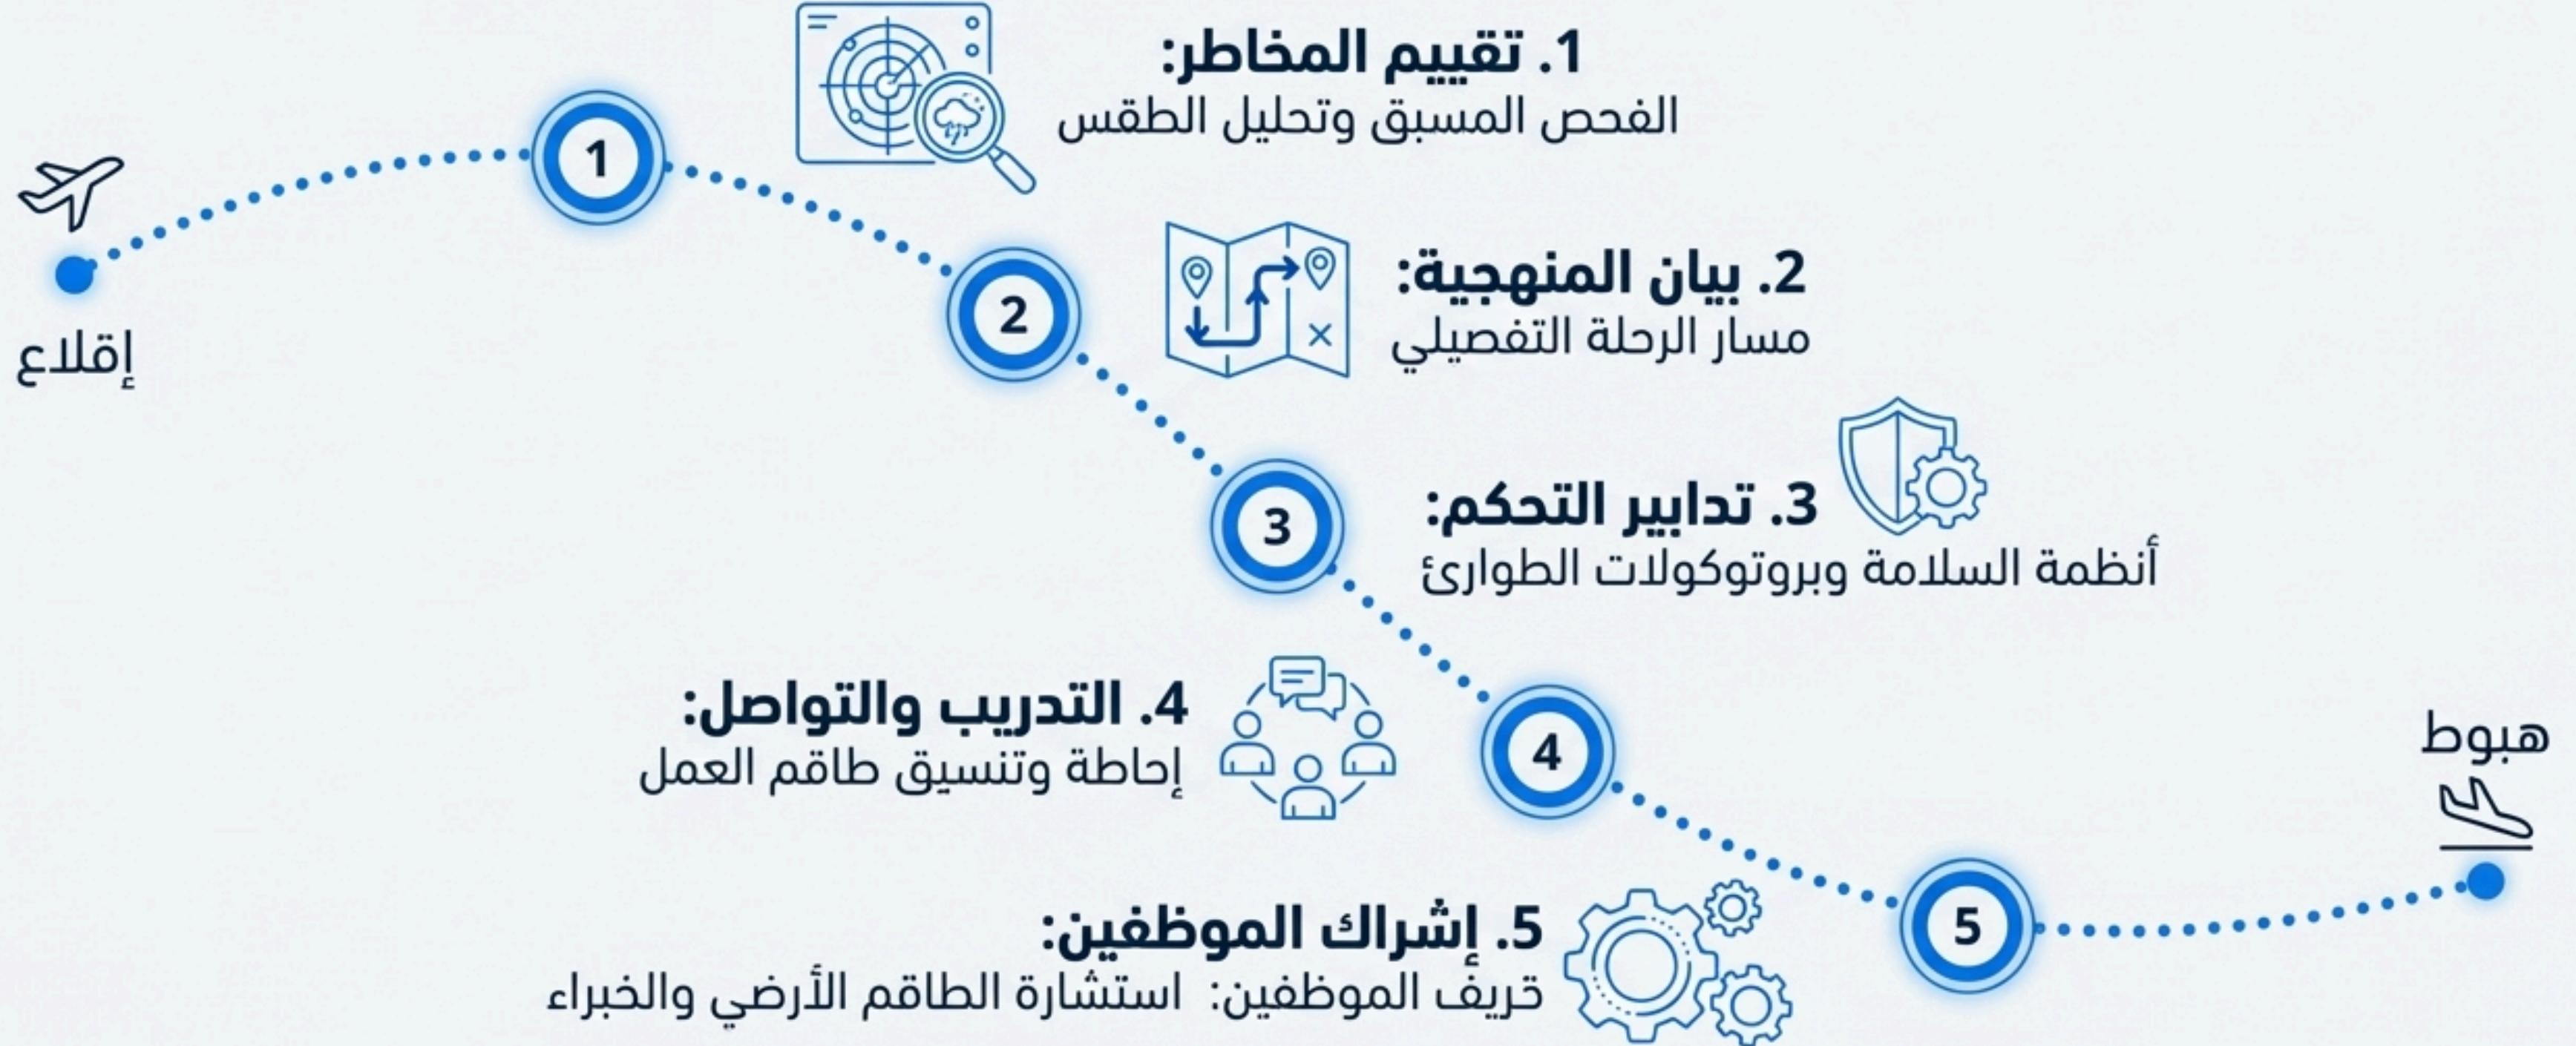 1. تقييم المخاطر:
الفحص المسبق وتحليل الطقس
1
إقلاع
2. بيان المنهجية:
مسار الرحلة التفصيلي
2
3. تدابير التحكم:
أنظمة السلامة وبروتوكولات الطوارئ
3
4. التدريب والتواصل:
إحاطة وتنسيق طاقم العمل
4
هبوط
5. إشراك الموظفين:
قريف الموظفين: استشارة الطاقم الأرضي والخبراء
5